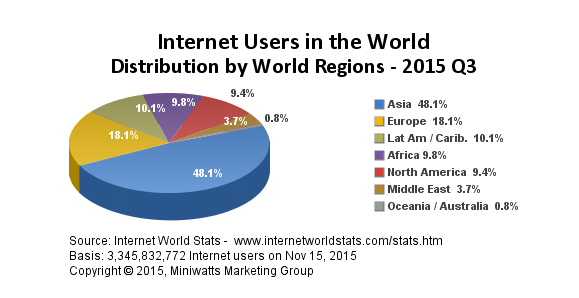 Internet Users in the World
Distribution by World Regions - 2015 Q3
9.4%
9.8%
10.1%
3.7%
0.8%
18.1%
48.1%
Asia 48.1%
Europe 18.1%
Lat Am / Carib. 10.1%
Africa 9.8%
North America 9.4%
Middle East 3.7%
Oceania / Australia 0.8%
Source: Internet World Stats - www.internetworldstats.com/stats.htm
Basis: 3,345,832,772 Internet users on Nov 15, 2015
Copyright © 2015, Miniwatts Marketing Group